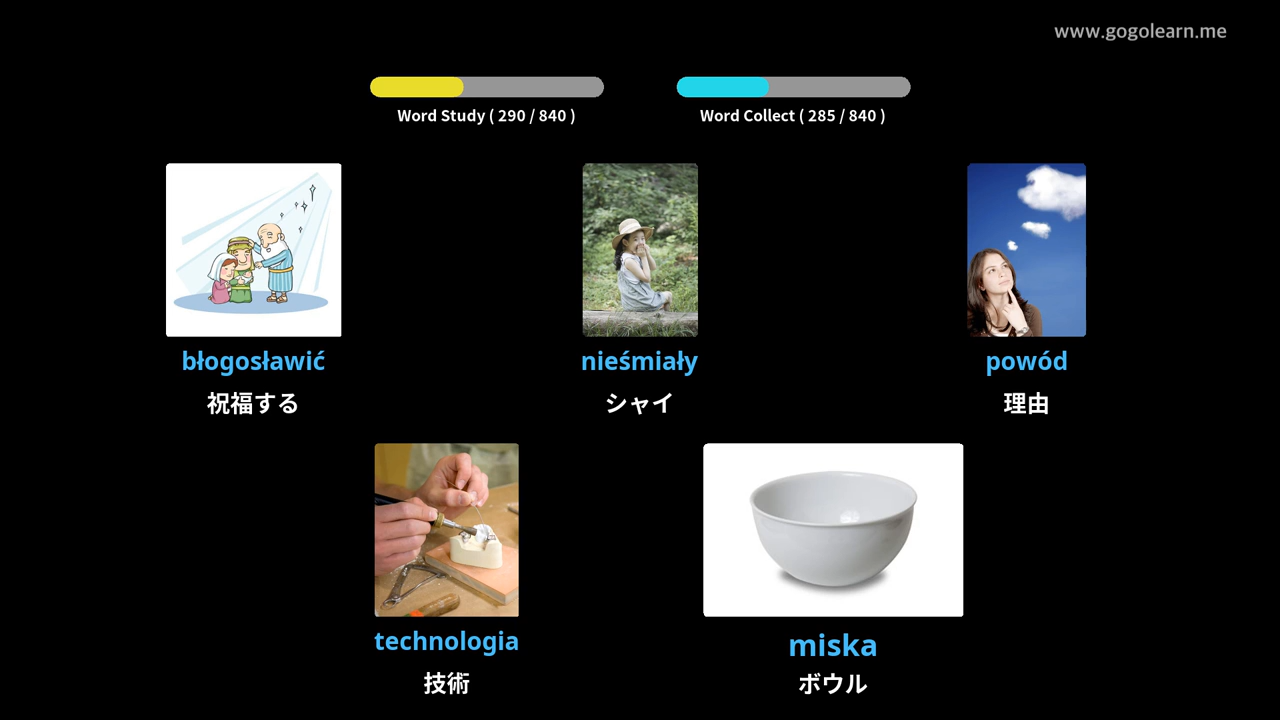 www.gogolearn.me
Word Study ( 290 / 840 )
Word Collect ( 285 / 840 )
błogosławić
祝福する
nieśmiały
シャイ
powód
理由
technologia
技術
miska
ボウル